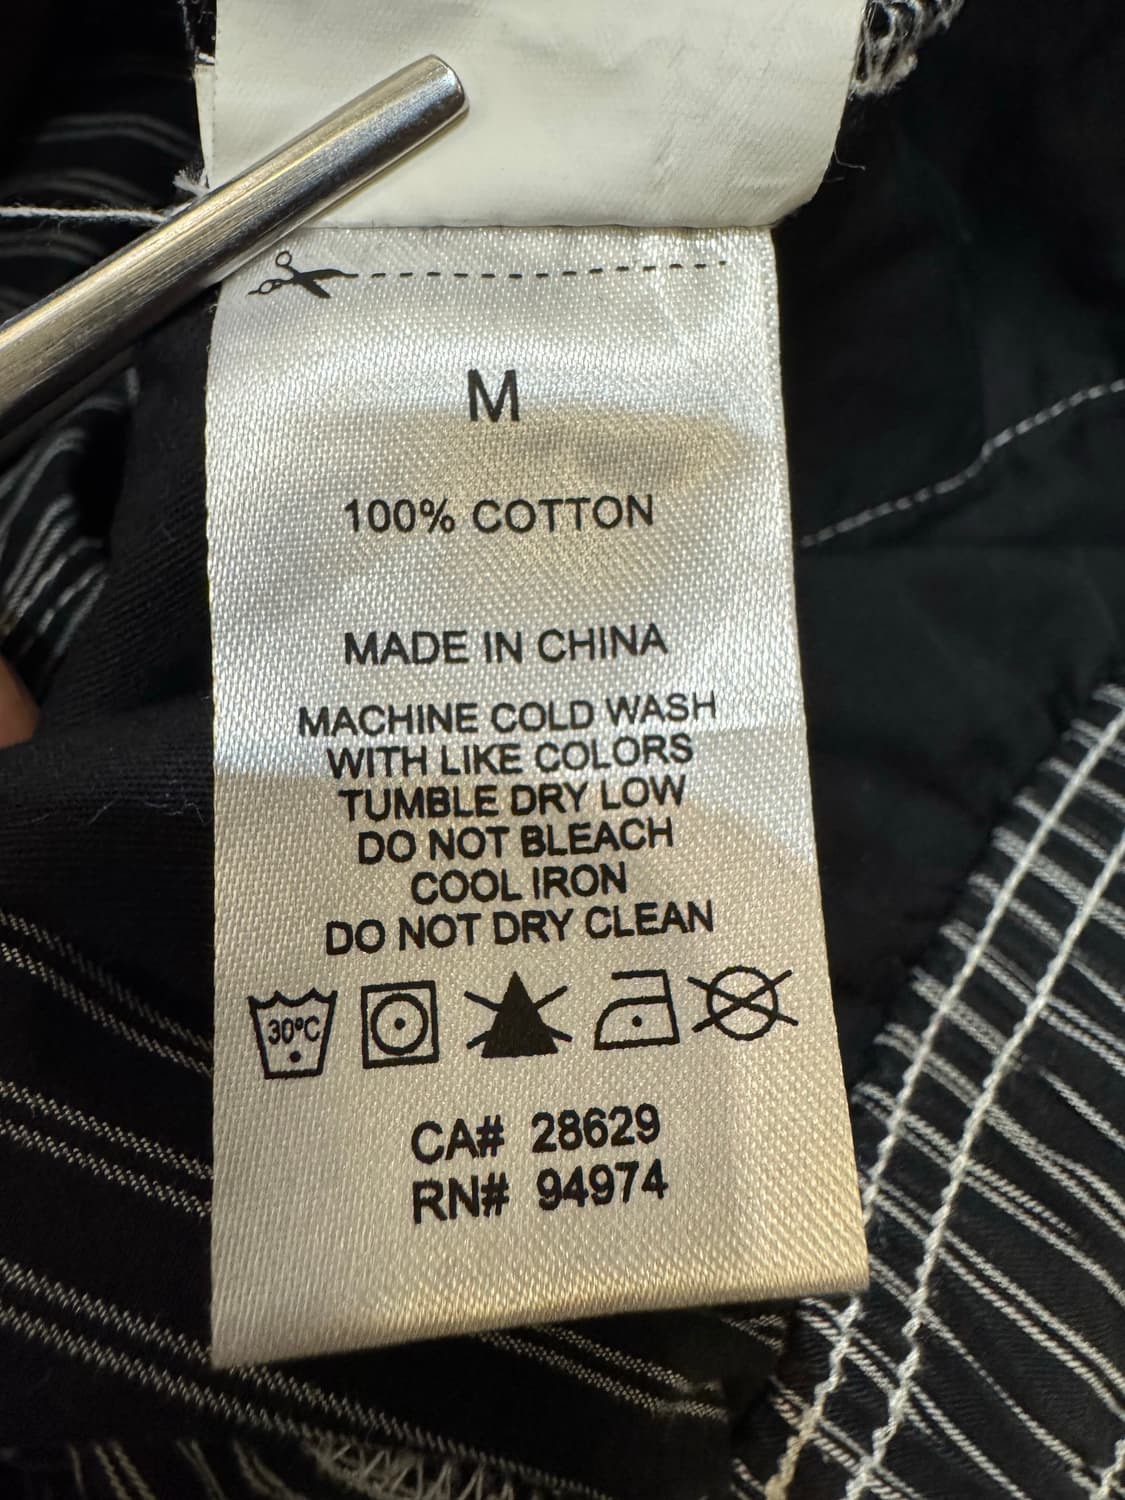 M
100% COTTON
MADE IN CHINA
MACHINE COLD WASH
WITH LIKE COLORS
TUMBLE DRY LOW
DO NOT BLEACH
COOL IRON
DO NOT DRY CLEAN
30°C
CA# 28629
RN# 94974